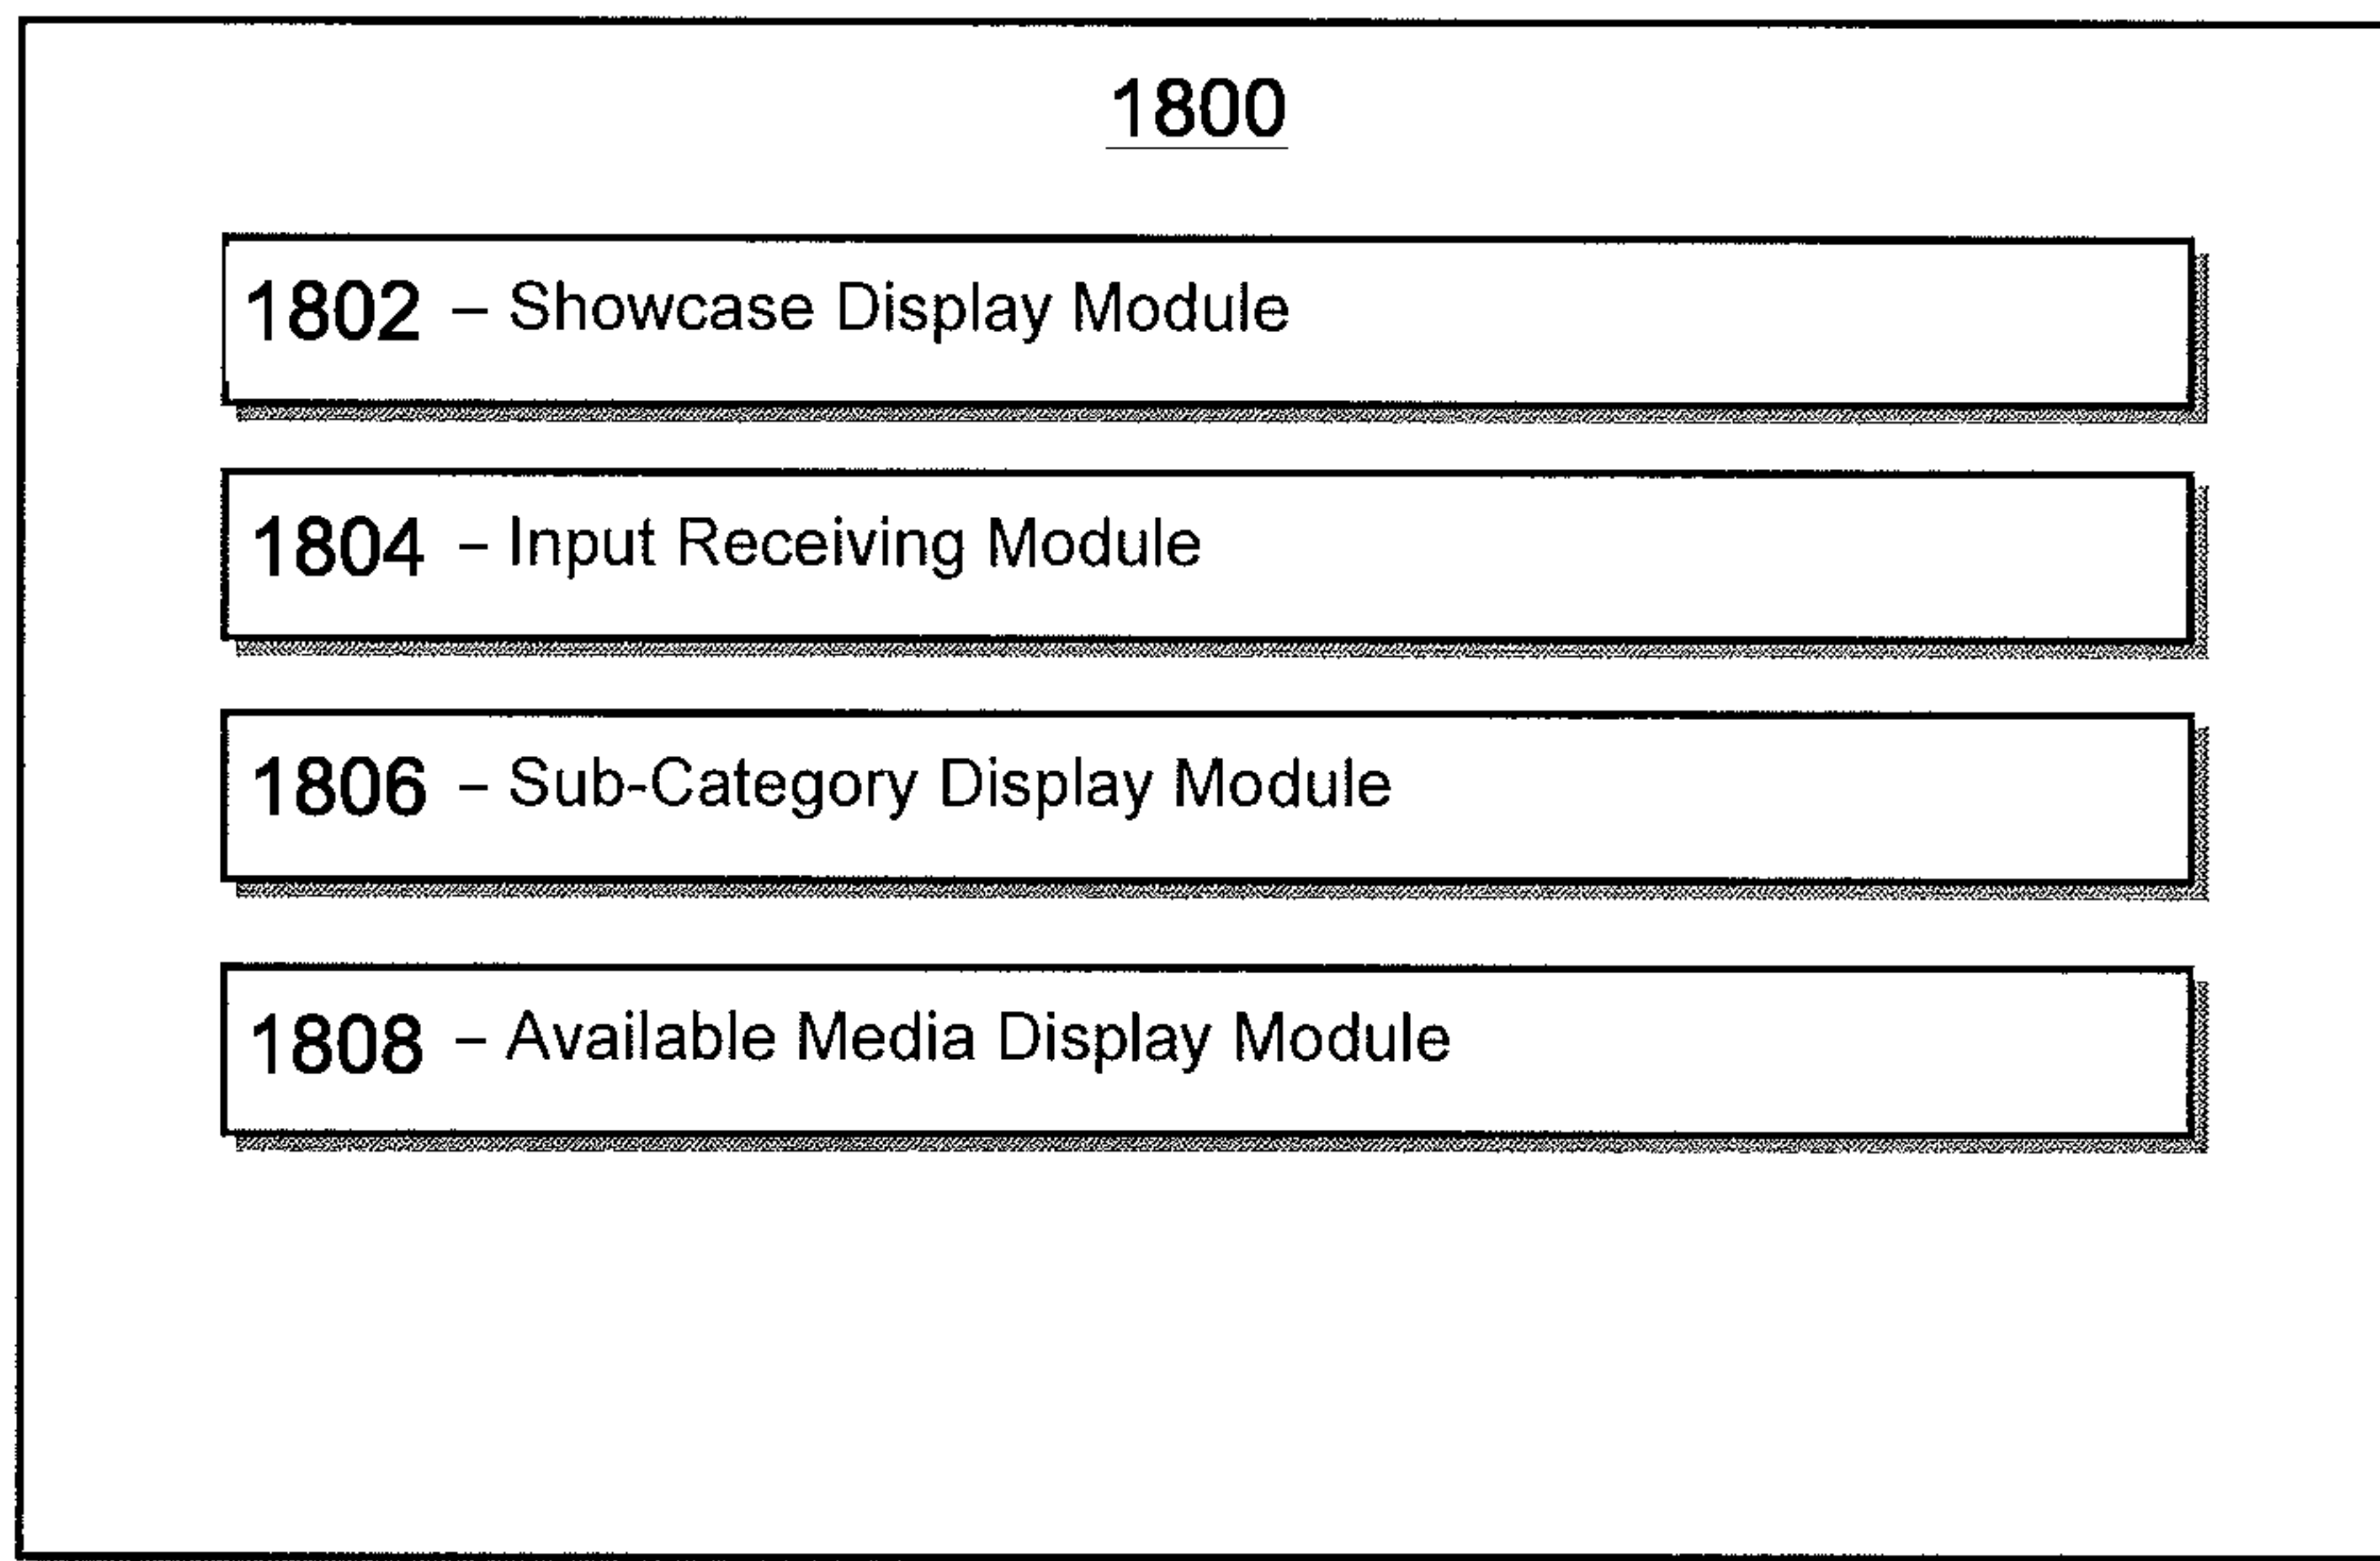 1800
1802 – Showcase Display Module
1804 – Input Receiving Module
1806 – Sub-Category Display Module
1808 – Available Media Display Module